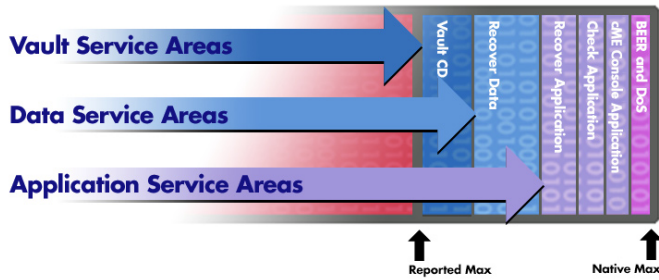 Vault Service Areas
Data Service Areas
Application Service Areas
Vault CD
Recover Data
Recover Application
Check Application
cME Console Application
BEER and DoS
Reported Max
Native Max